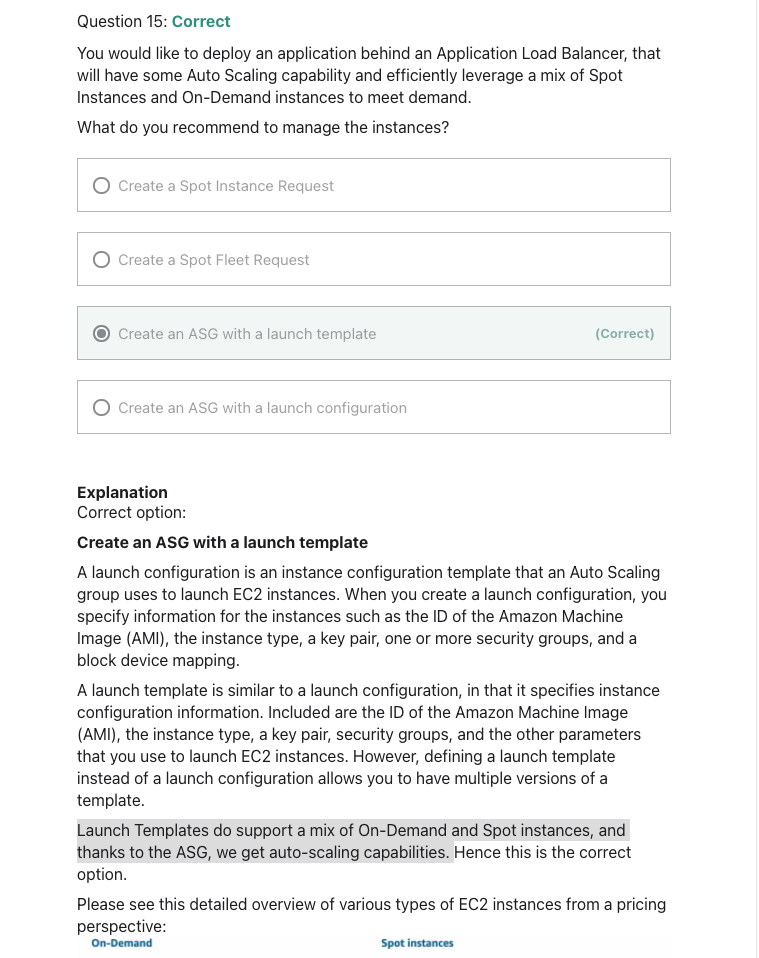 Question 15: Correct
You would like to deploy an application behind an Application Load Balancer, that
will have some Auto Scaling capability and efficiently leverage a mix of Spot
Instances and On-Demand instances to meet demand.
What do you recommend to manage the instances?
Create a Spot Instance Request
Create a Spot Fleet Request
Create an ASG with a launch template (Correct)
Create an ASG with a launch configuration
Explanation
Correct option:
Create an ASG with a launch template
A launch configuration is an instance configuration template that an Auto Scaling
group uses to launch EC2 instances. When you create a launch configuration, you
specify information for the instances such as the ID of the Amazon Machine
Image (AMI), the instance type, a key pair, one or more security groups, and a
block device mapping.
A launch template is similar to a launch configuration, in that it specifies instance
configuration information. Included are the ID of the Amazon Machine Image
(AMI), the instance type, a key pair, security groups, and the other parameters
that you use to launch EC2 instances. However, defining a launch template
instead of a launch configuration allows you to have multiple versions of a
template.
Launch Templates do support a mix of On-Demand and Spot instances, and
thanks to the ASG, we get auto-scaling capabilities. Hence this is the correct
option.
Please see this detailed overview of various types of EC2 instances from a pricing
perspective:
On-Demand Spot instances